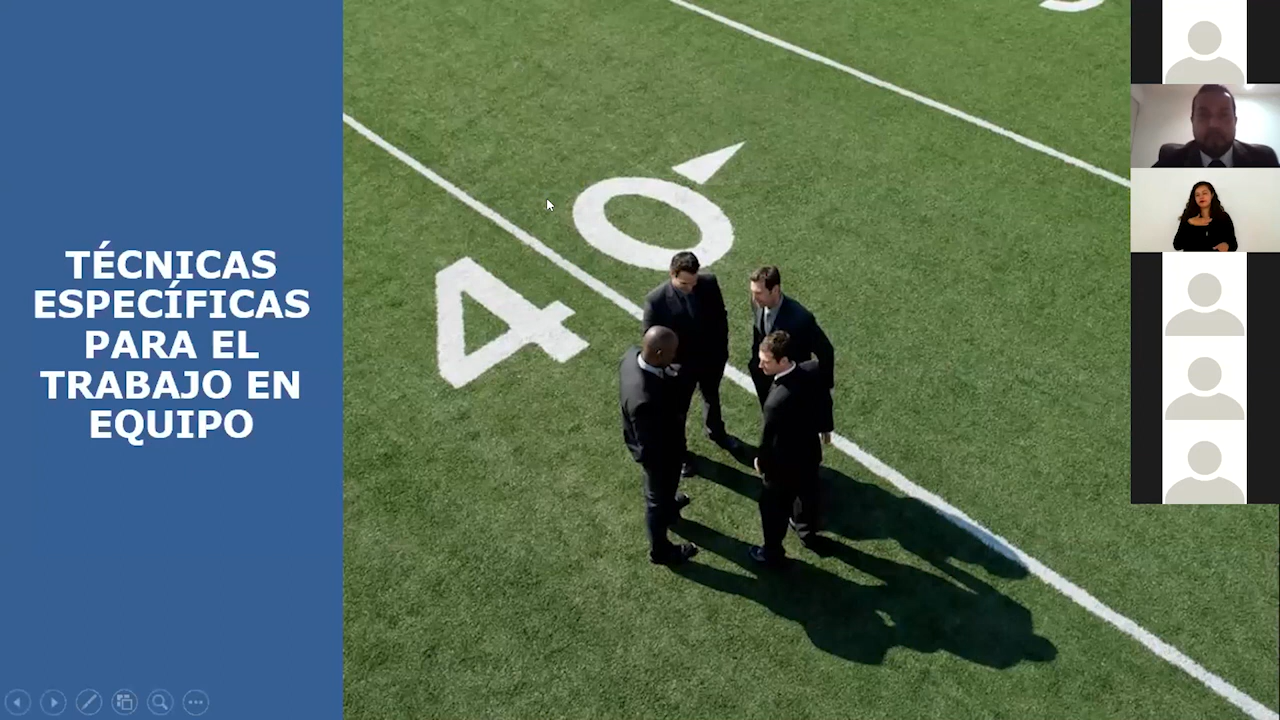 TÉCNICAS
ESPECÍFICAS
PARA EL
TRABAJO EN
EQUIPO
40